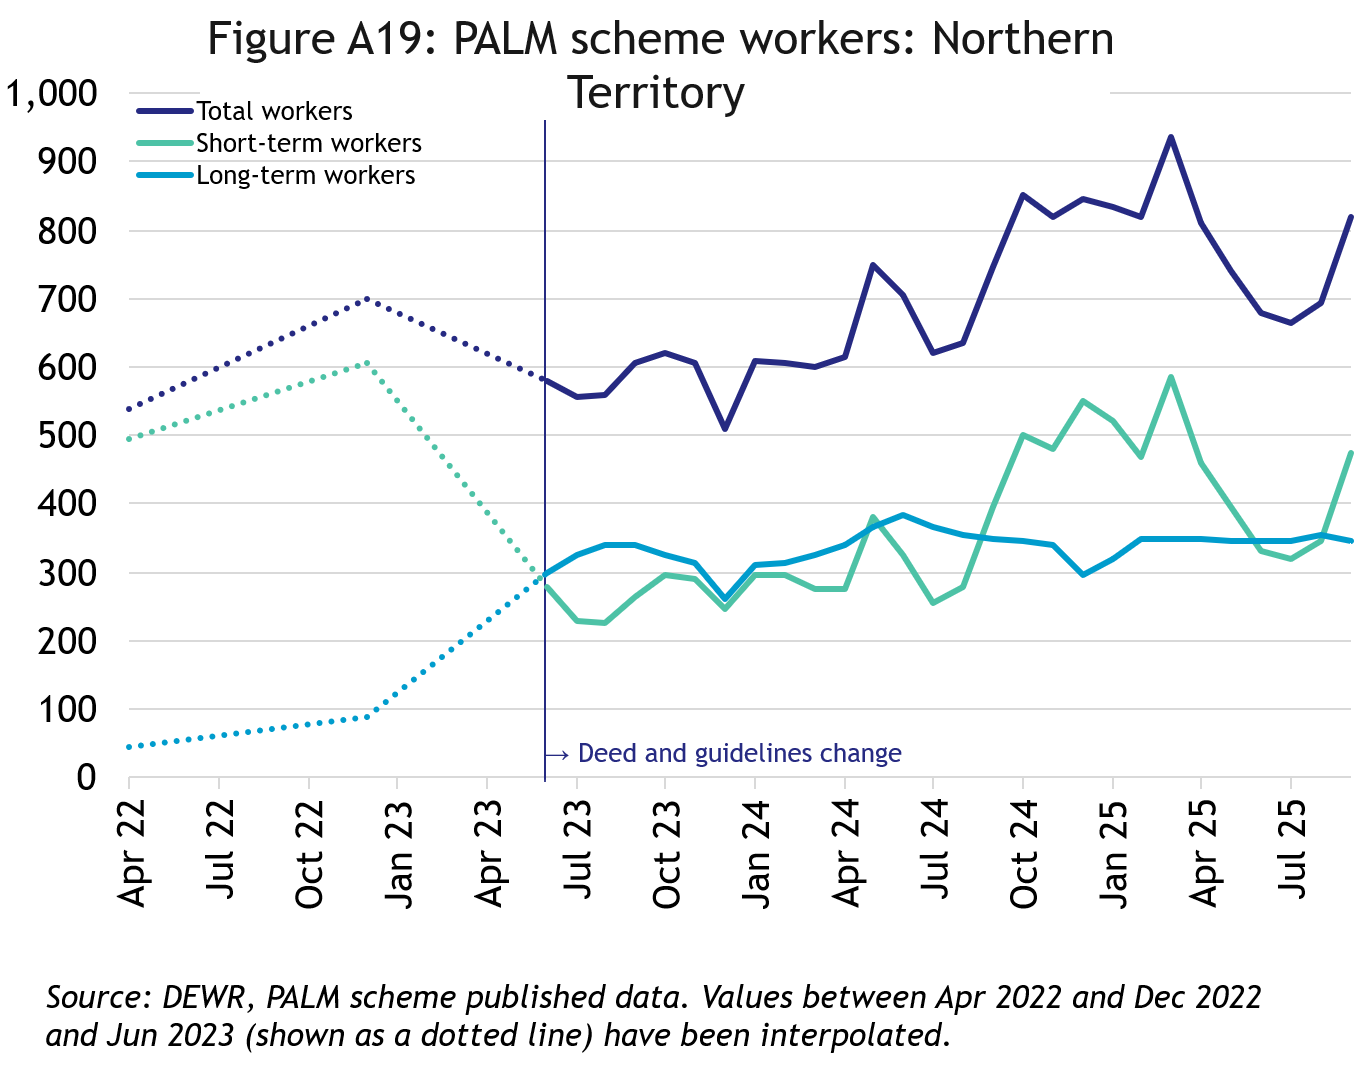 Figure A19: PALM scheme workers: Northern
Territory
1,000
900
800
700
600
500
400
300
200
100
0
Total workers
Short-term workers
Long-term workers
→ Deed and guidelines change
Apr 22
Jul 22
Oct 22
Jan 23
Apr 23
Jul 23
Oct 23
Jan 24
Apr 24
Jul 24
Oct 24
Jan 25
Apr 25
Jul 25
Source: DEWR, PALM scheme published data. Values between Apr 2022 and Dec 2022
and Jun 2023 (shown as a dotted line) have been interpolated.